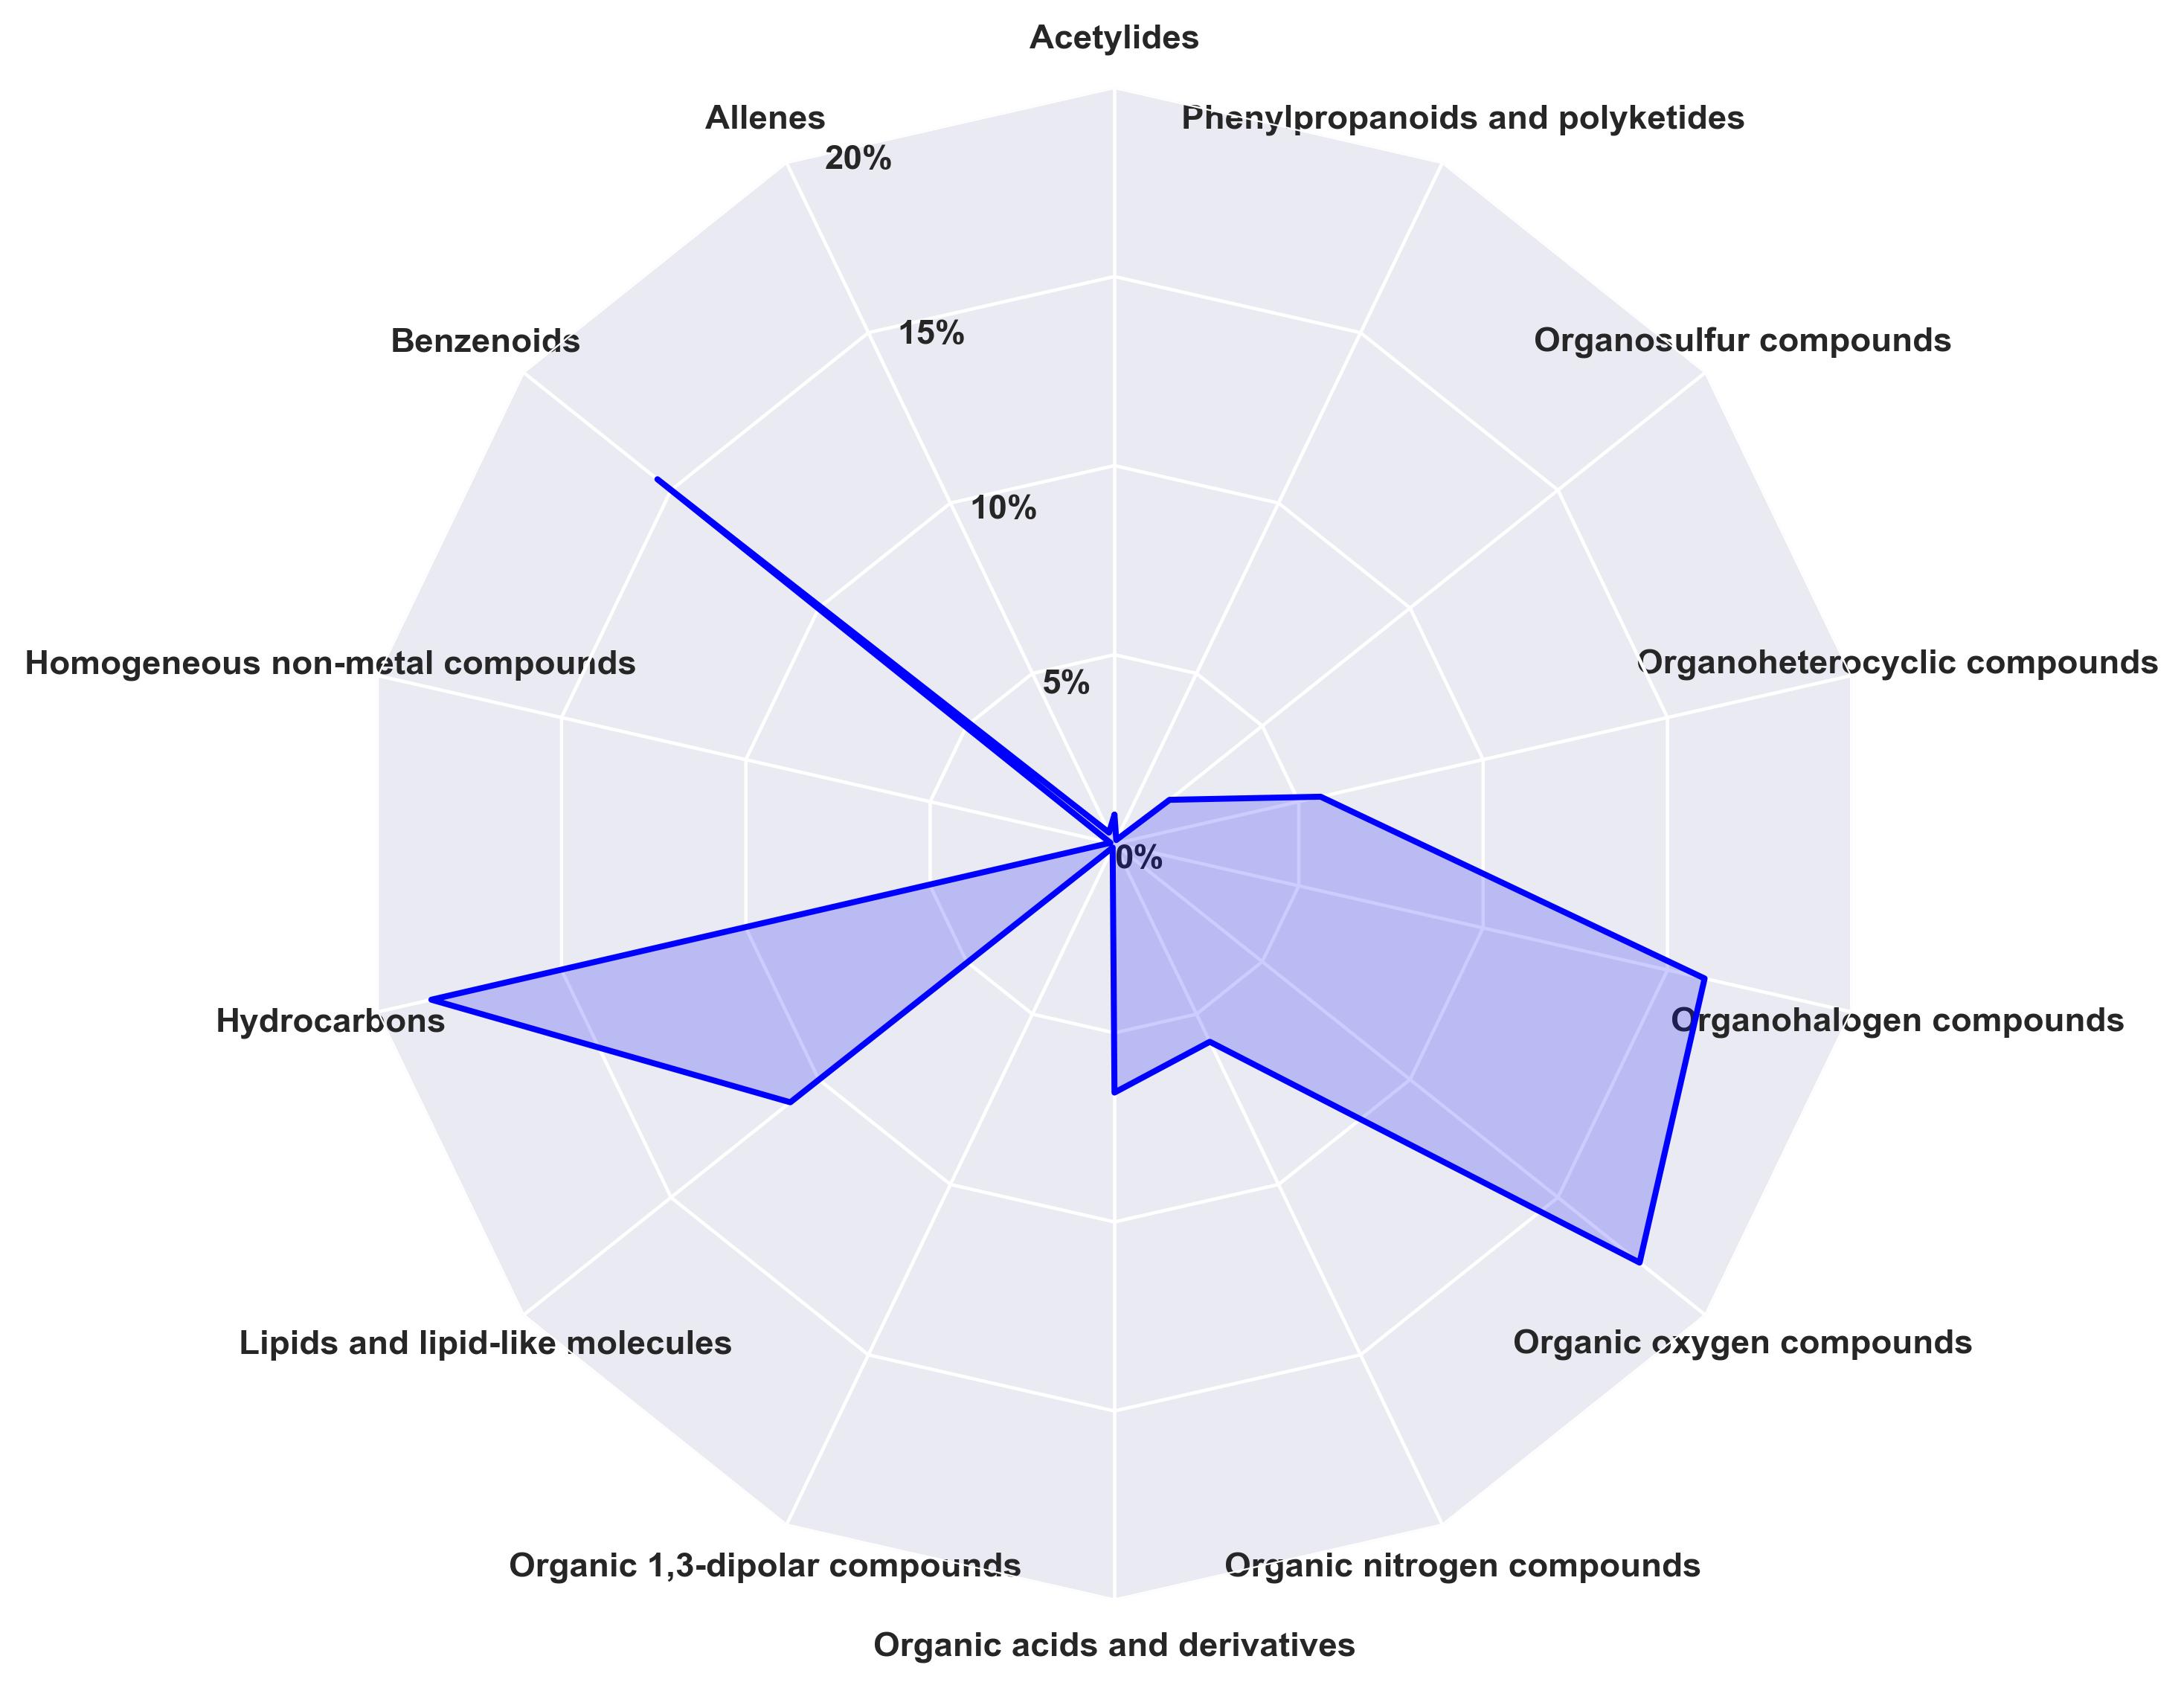 Acetylides
Allenes
Phenylpropanoids and polyketides
20%
15%
Benzenoids
Organosulfur compounds
10%
Homogeneous non-metal compounds
Organoheterocyclic compounds
5%
0%
Hydrocarbons
Organohalogen compounds
Lipids and lipid-like molecules
Organic oxygen compounds
Organic 1,3-dipolar compounds
Organic nitrogen compounds
Organic acids and derivatives